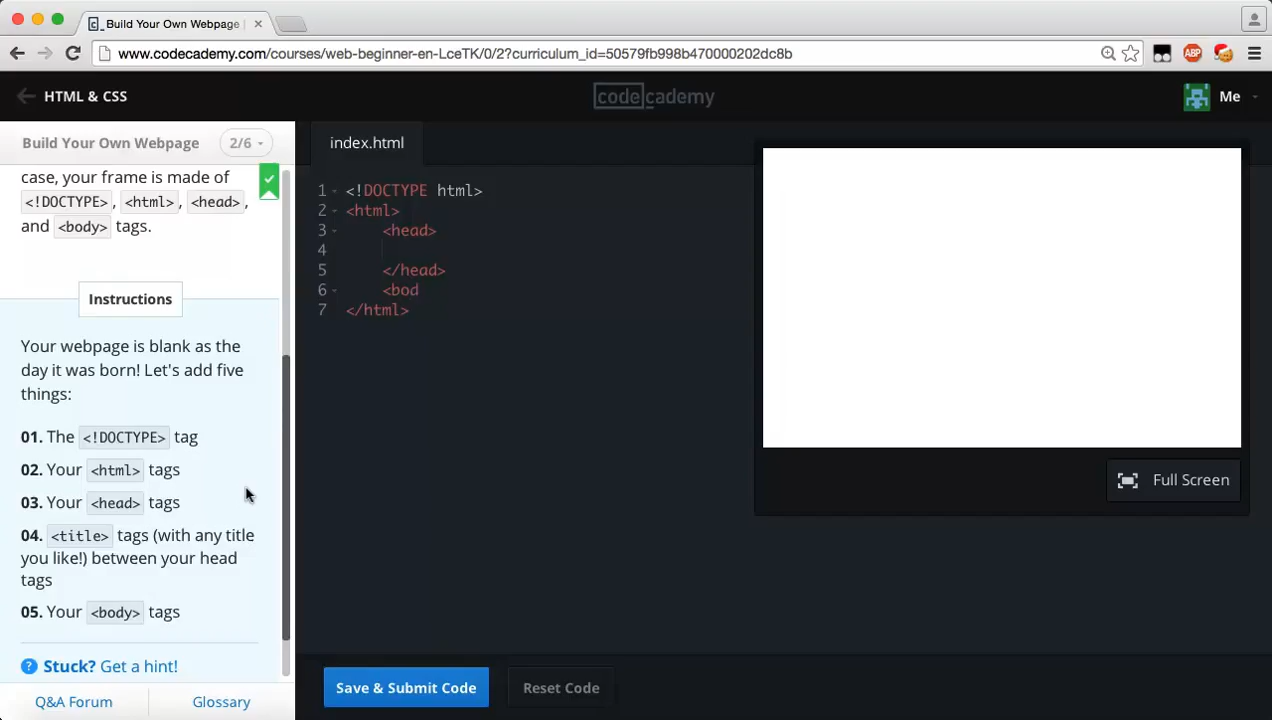 Build Your Own Webpage |
www.codecademy.com/courses/web-beginner-en-LceTK/0/2?curriculum_id=50579fb998b470000202dc8b
ABP
HTML & CSS
codecademy
Me
Build Your Own Webpage
2/6
case, your frame is made of
<!DOCTYPE>, <html>, <head>,
and <body> tags.
Instructions
Your webpage is blank as the
day it was born! Let's add five
things:
01. The <!DOCTYPE> tag
02. Your <html> tags
03. Your <head> tags
04. <title> tags (with any title
you like!) between your head
tags
05. Your <body> tags
? Stuck? Get a hint!
Q&A Forum
Glossary
index.html
1 <!DOCTYPE html>
2 <html>
3 <head>
4
5 </head>
6 <bod
7 </html>
Full Screen
Save & Submit Code
Reset Code